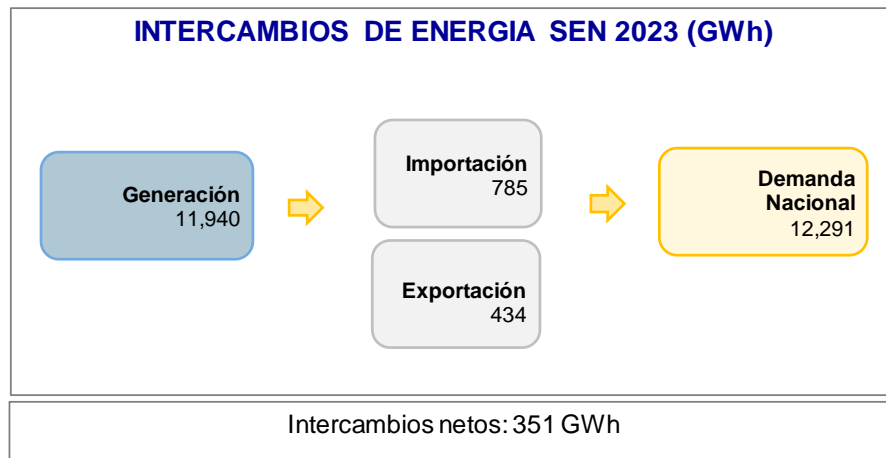 INTERCAMBIOS DE ENERGIA SEN 2023 (GWh)
Generación
11,940
Importación
785
Exportación
434
Demanda
Nacional
12,291
Intercambios netos: 351 GWh